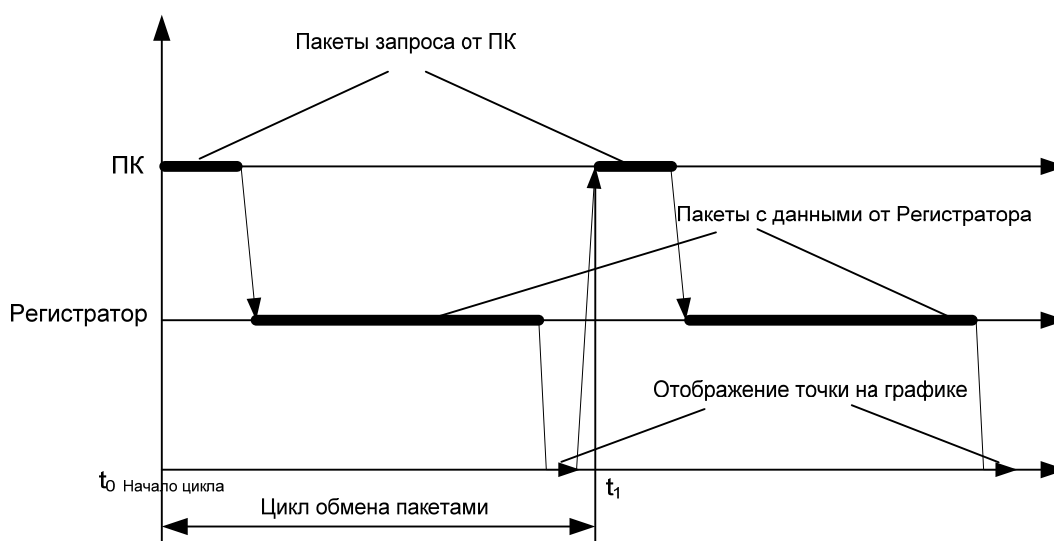 Пакеты запроса от ПК
ПК
Пакеты с данными от Регистратора
Регистратор
Отображение точки на графике
t0 Начало цикла
t1
Цикл обмена пакетами